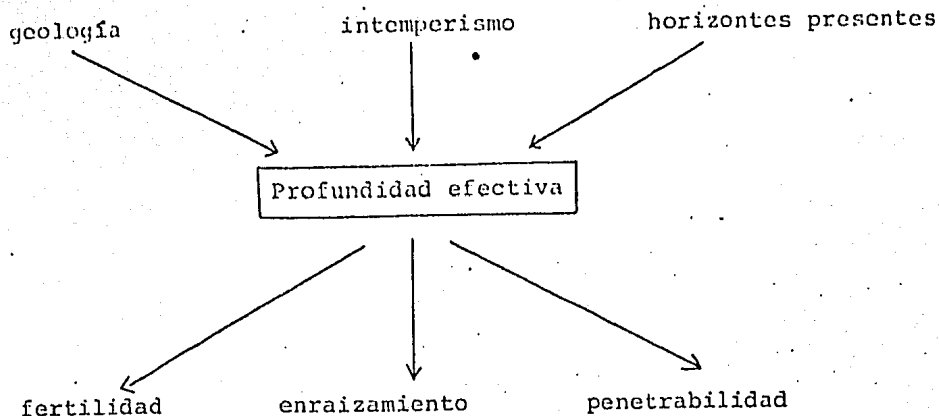 geología intemperismo horizontes presentes
Profundidad efectiva
fertilidad enraizamiento penetrabilidad